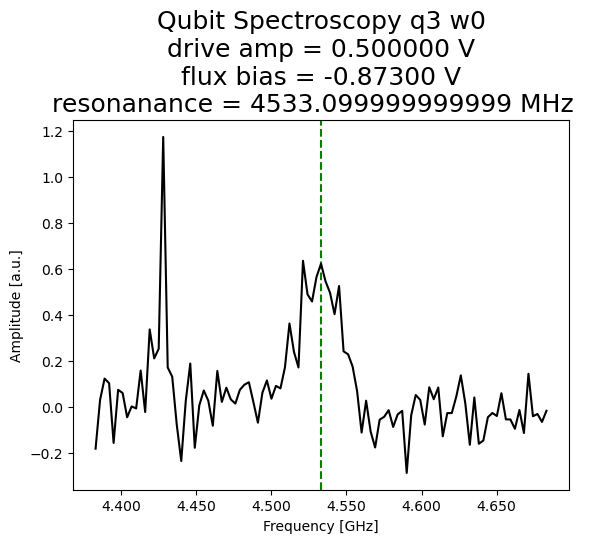 Qubit Spectroscopy q3 w0
drive amp = 0.500000 V
flux bias = -0.87300 V
resonanance = 4533.099999999999 MHz
1.2
1.0
0.8
0.6
0.4
0.2
0.0
−0.2
Amplitude [a.u.]
4.400 4.450 4.500 4.550 4.600 4.650
Frequency [GHz]